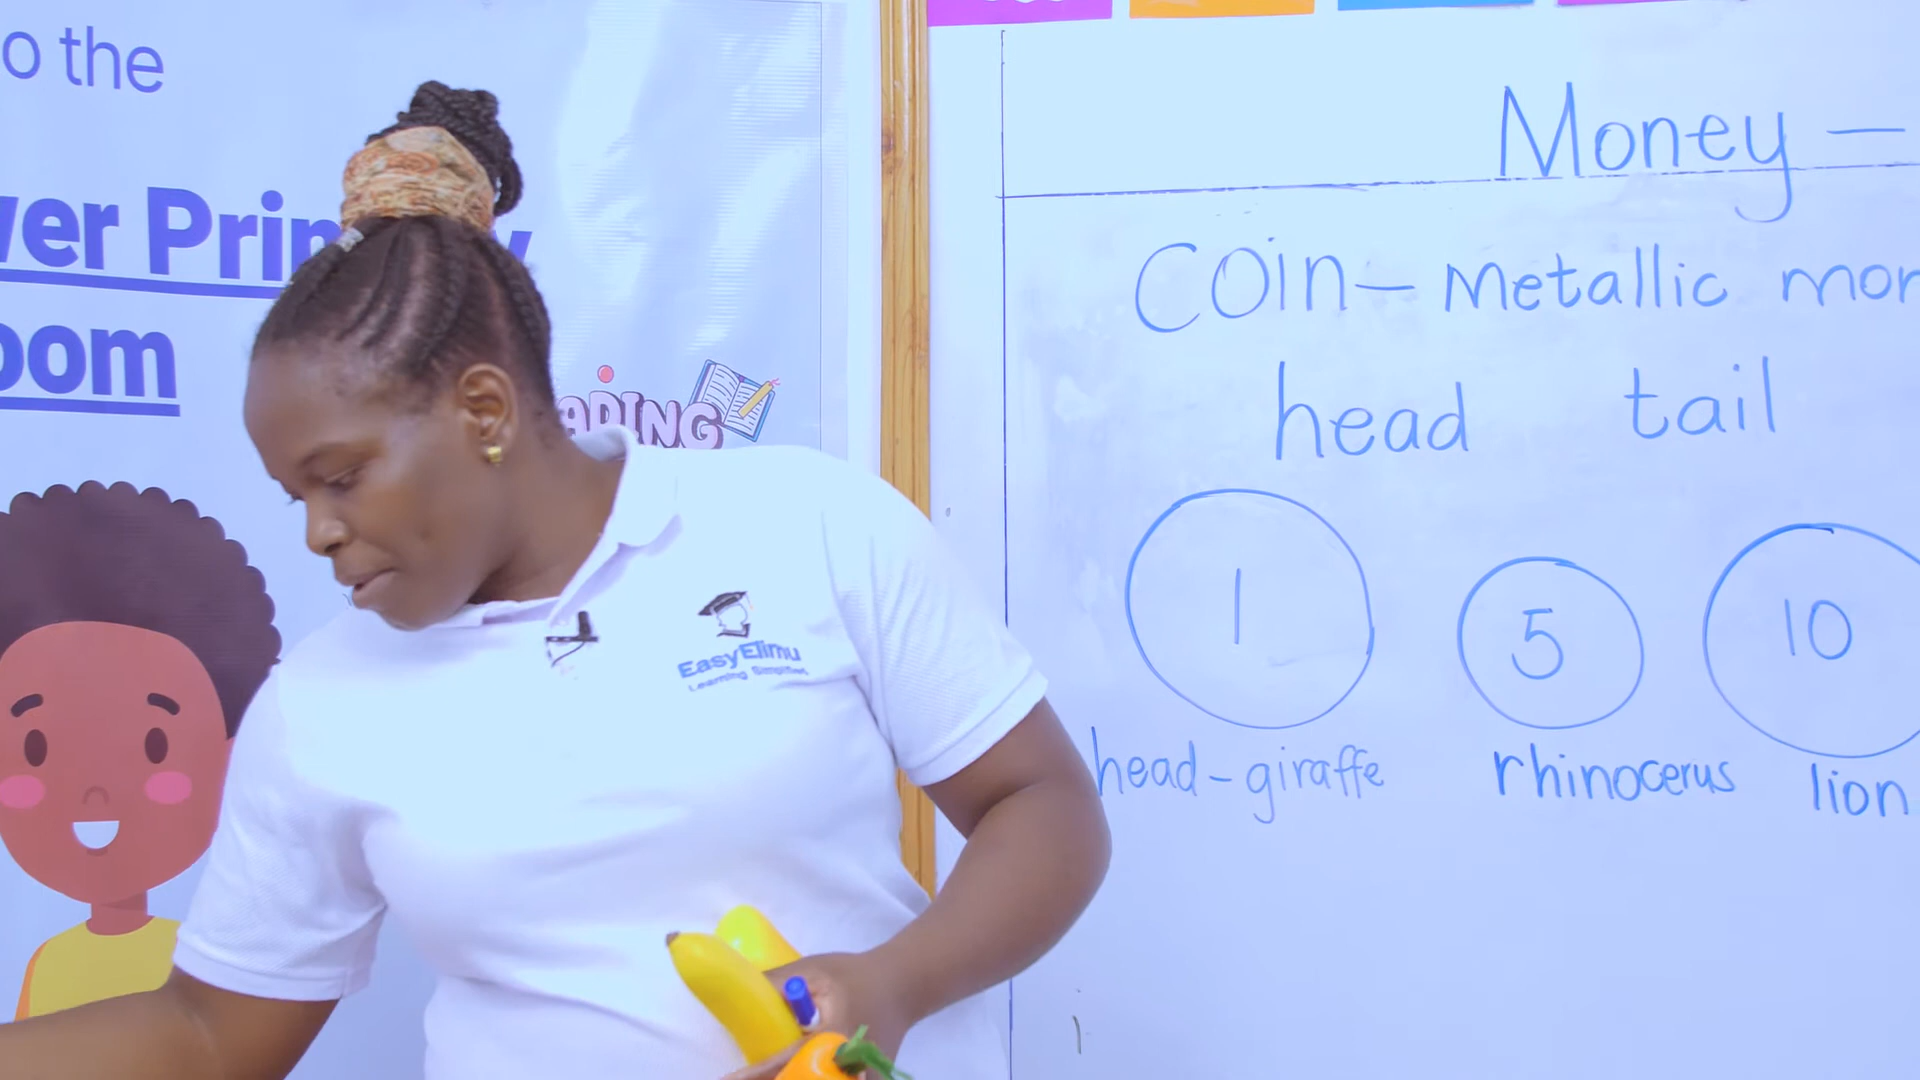 o the
wer Primary
oom
ADING
EasyElimu
Learning Simplified
Money –
COin – Metallic mon
head tail
1 5 10
head - giraffe rhinocerus lion